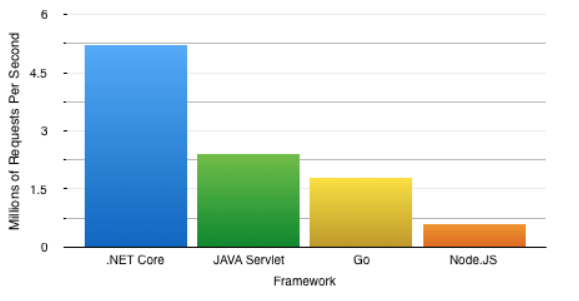 Millions of Requests Per Second
6
4.5
3
1.5
0
.NET Core
JAVA Servlet
Go
Node.JS
Framework